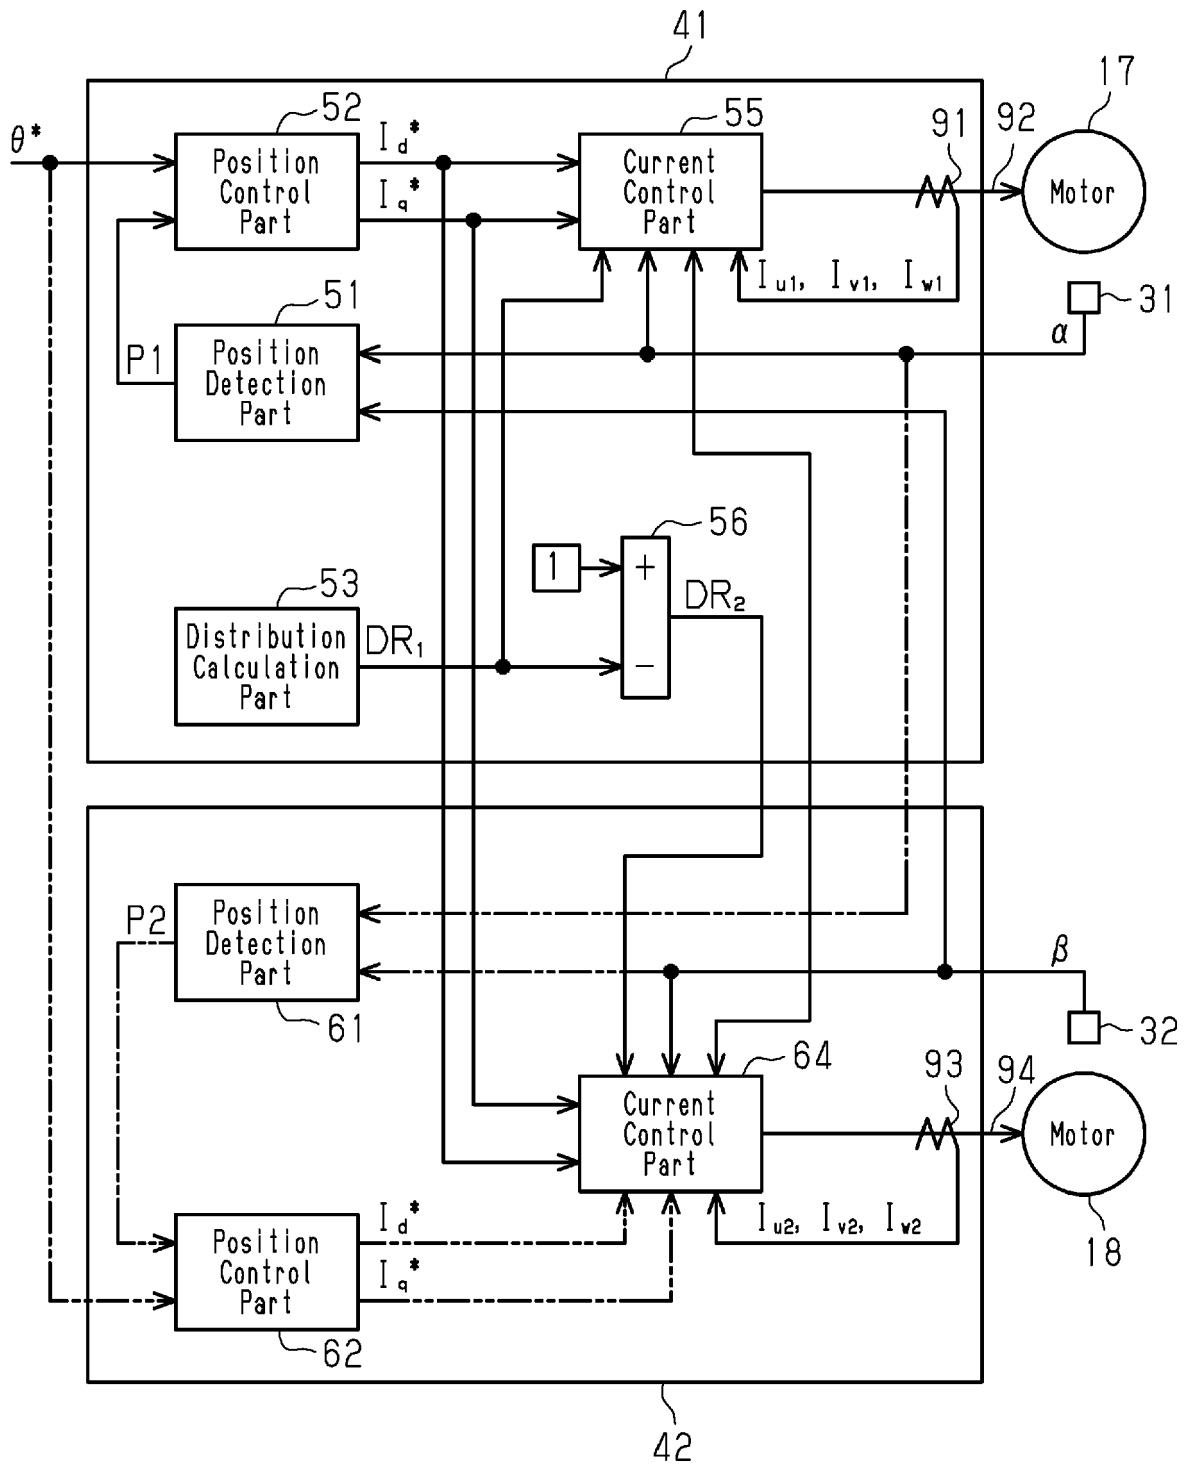 41
17
52
55
91
92
θ*
Id*
Iq*
Position
Control
Part
Current
Control
Part
Motor
Iu1, Iv1, Iw1
31
51
α
P1
Position
Detection
Part
56
1
+
−
DR2
53
DR1
Distribution
Calculation
Part
P2
Position
Detection
Part
61
β
32
64
93
94
Current
Control
Part
Motor
18
Id*
Iq*
Iu2, Iv2, Iw2
Position
Control
Part
62
42